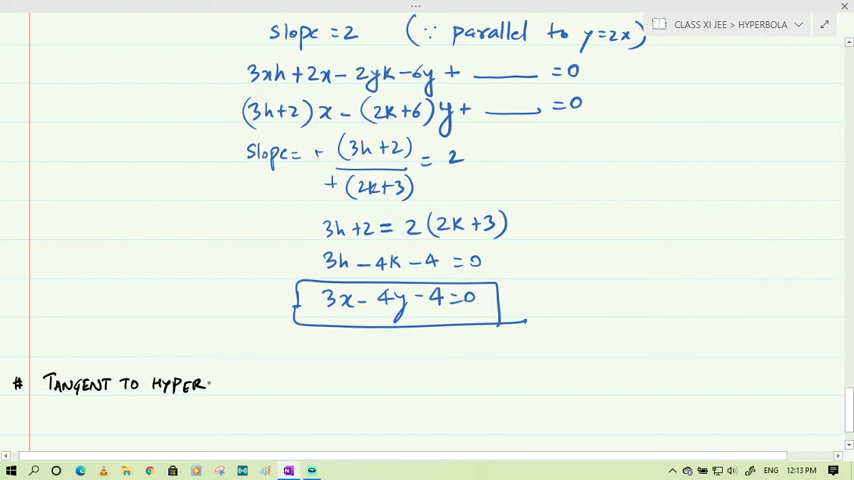 CLASS XI JEE > HYPERBOLA
slope = 2 (∵ parallel to y=2x)
3xh + 2x - 2yk - 6y + ____ = 0
(3h+2)x - (2k+6)y + ____ = 0
Slope = + (3h+2) / +(2k+3) = 2
3h+2 = 2(2k+3)
3h - 4k - 4 = 0
3x - 4y - 4 = 0
# TANGENT TO HYPER
ENG 12:13 PM